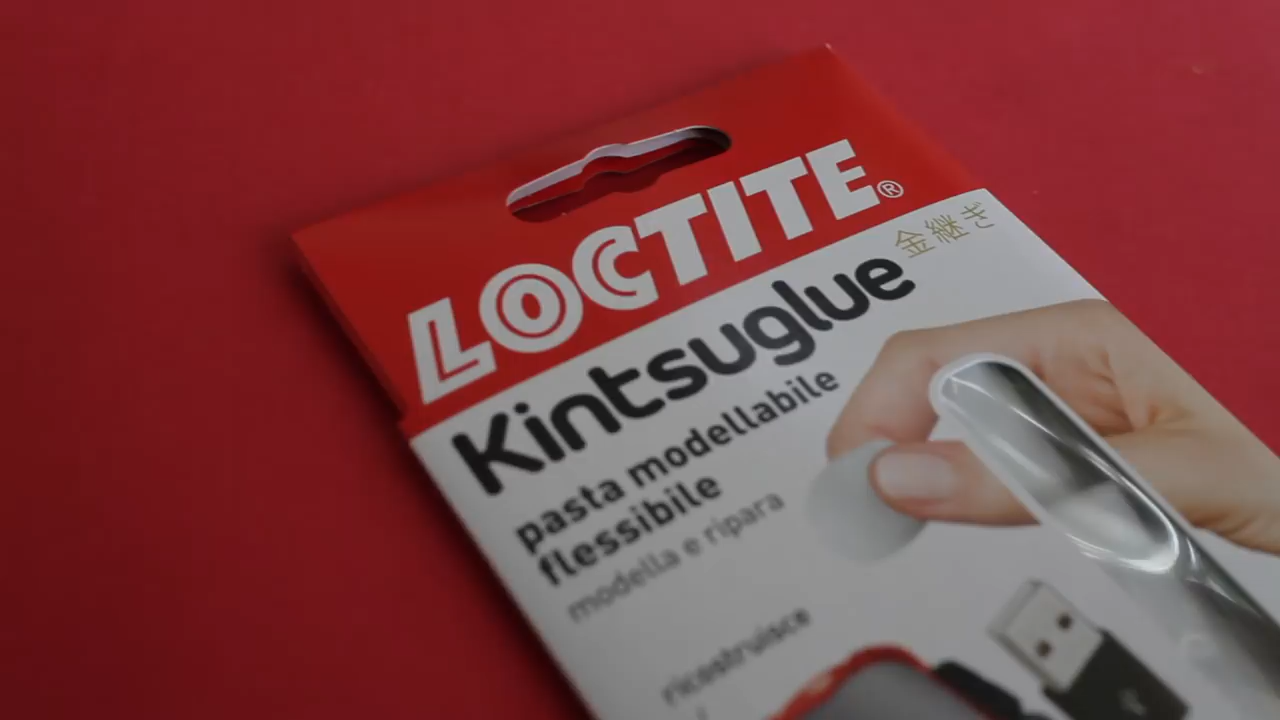 LOCTITE®
Kintsuglue 金継ぎ
pasta modellabile
flessibile
modella e ripara
ricostruisce